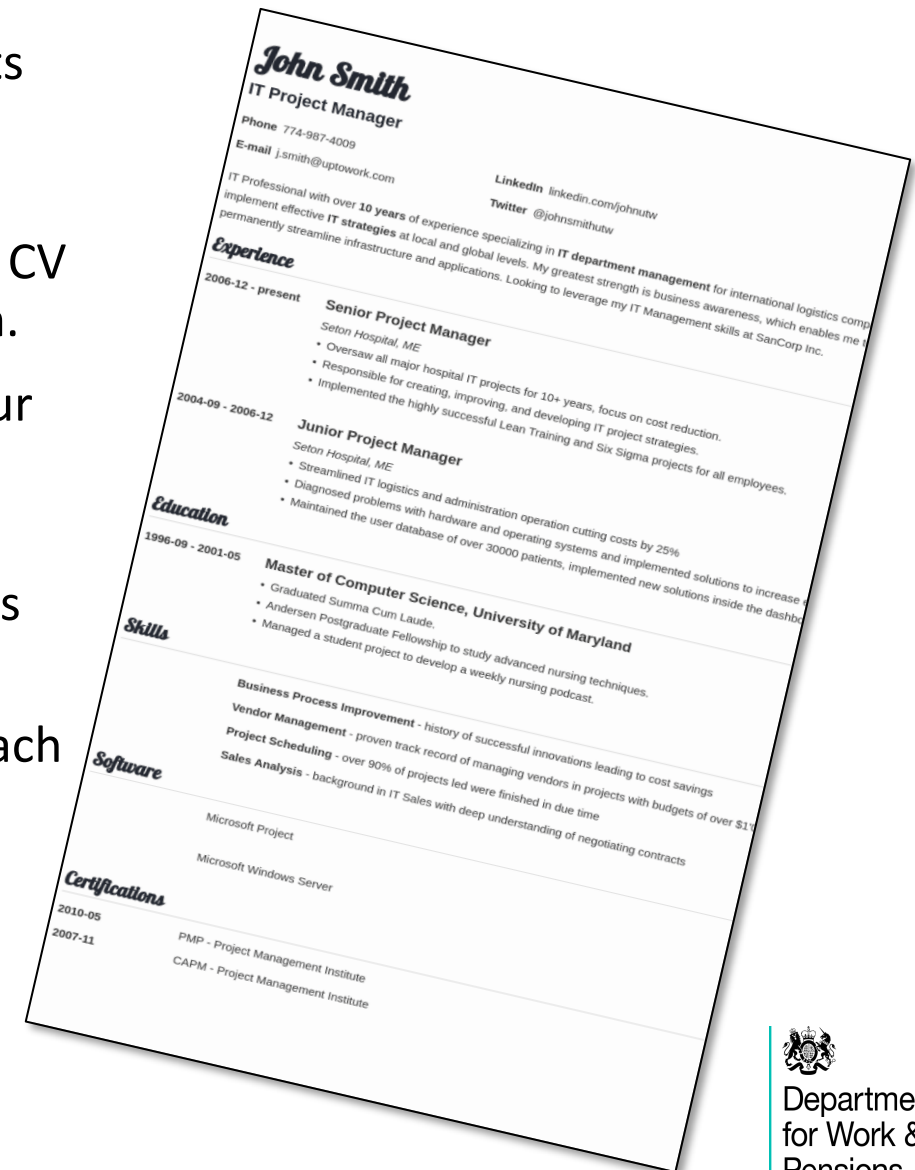 ts
CV
n.
ur
s
ach
John Smith
IT Project Manager
Phone 774-987-4009
E-mail j.smith@uptowork.com
LinkedIn linkedin.com/johnutw
Twitter @johnsmithutw
IT Professional with over 10 years of experience specializing in IT department management for international logistics comp
implement effective IT strategies at local and global levels. My greatest strength is business awareness, which enables me t
permanently streamline infrastructure and applications. Looking to leverage my IT Management skills at SanCorp Inc.
Experience
2006-12 - present
Senior Project Manager
Seton Hospital, ME
• Oversaw all major hospital IT projects for 10+ years, focus on cost reduction.
• Responsible for creating, improving, and developing IT project strategies.
• Implemented the highly successful Lean Training and Six Sigma projects for all employees.
2004-09 - 2006-12
Junior Project Manager
Seton Hospital, ME
• Streamlined IT logistics and administration operation cutting costs by 25%
• Diagnosed problems with hardware and operating systems and implemented solutions to increase e
• Maintained the user database of over 30000 patients, implemented new solutions inside the dashbo
Education
1996-09 - 2001-05
Master of Computer Science, University of Maryland
• Graduated Summa Cum Laude.
• Andersen Postgraduate Fellowship to study advanced nursing techniques.
• Managed a student project to develop a weekly nursing podcast.
Skills
Business Process Improvement - history of successful innovations leading to cost savings
Vendor Management - proven track record of managing vendors in projects with budgets of over $1
Project Scheduling - over 90% of projects led were finished in due time
Sales Analysis - background in IT Sales with deep understanding of negotiating contracts
Software
Microsoft Project
Microsoft Windows Server
Certifications
2010-05
PMP - Project Management Institute
2007-11
CAPM - Project Management Institute
Departme
for Work &
Pensions